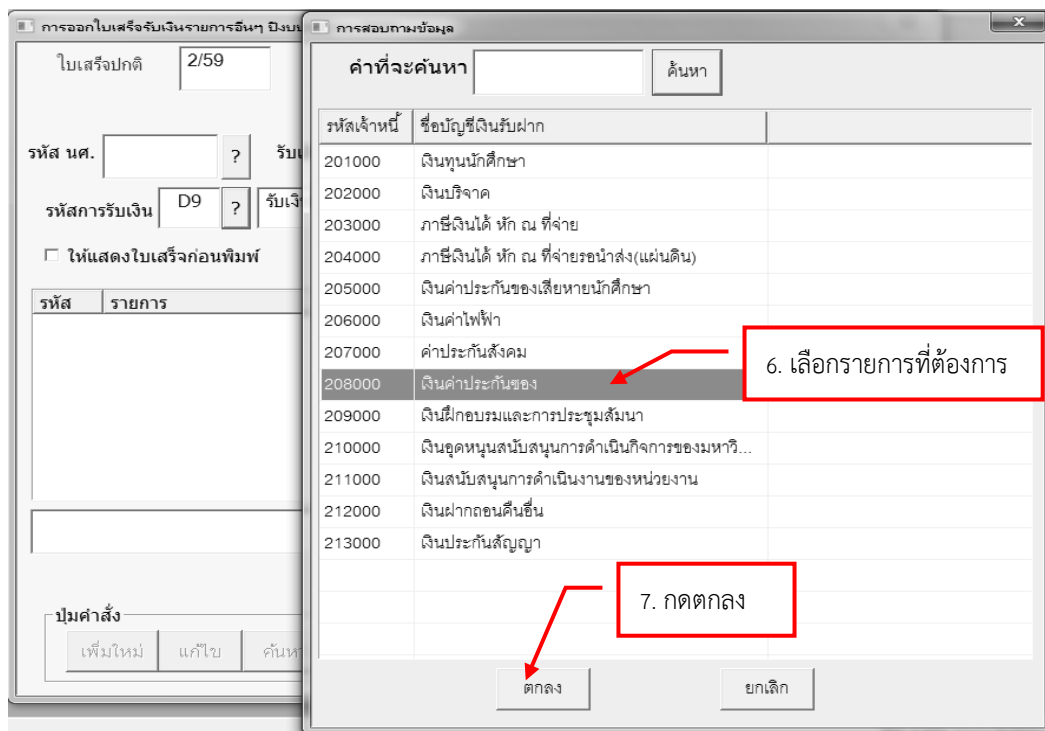 การออกใบเสร็จรับเงินรายการอื่นๆ ปีงบป
ใบเสร็จปกติ 2/59
รหัส นศ. ? รับเ
รหัสการรับเงิน D9 ? รับเงิ
ให้แสดงใบเสร็จก่อนพิมพ์
รหัส รายการ
ปุ่มคำสั่ง
เพิ่มใหม่ แก้ไข ค้นห
การสอบถามข้อมูล
x
คำที่จะค้นหา ค้นหา
รหัสเจ้าหนี้ ชื่อบัญชีเงินรับฝาก
201000 เงินทุนนักศึกษา
202000 เงินบริจาค
203000 ภาษีเงินได้ หัก ณ ที่จ่าย
204000 ภาษีเงินได้ หัก ณ ที่จ่ายรอนำส่ง(แผ่นดิน)
205000 เงินค่าประกันของเสียหายนักศึกษา
206000 เงินค่าไฟฟ้า
207000 ค่าประกันสังคม
208000 เงินค่าประกันของ
209000 เงินฝึกอบรมและการประชุมสัมนา
210000 เงินอุดหนุนสนับสนุนการดำเนินกิจการของมหาวิ...
211000 เงินสนับสนุนการดำเนินงานของหน่วยงาน
212000 เงินฝากถอนคืนอื่น
213000 เงินประกันสัญญา
6. เลือกรายการที่ต้องการ
7. กดตกลง
ตกลง ยกเลิก